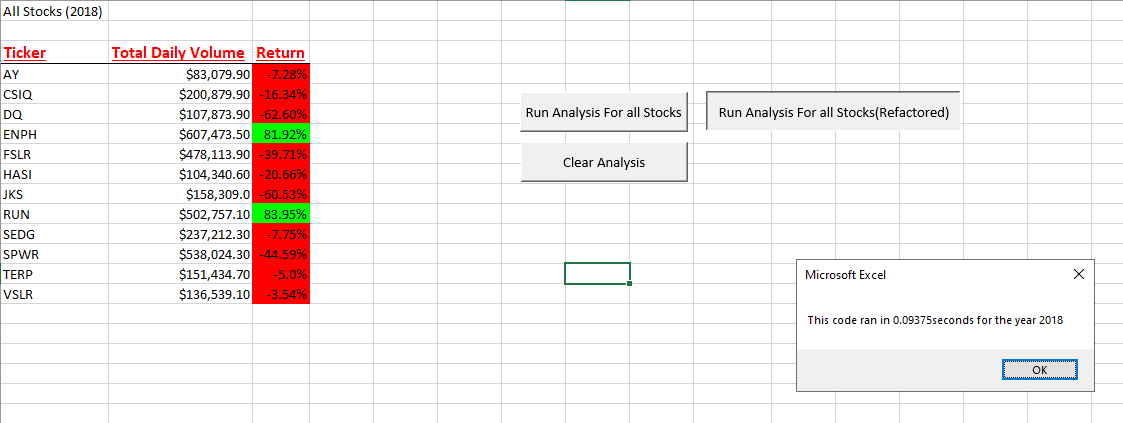 All Stocks (2018)
Ticker Total Daily Volume Return
AY $83,079.90 -7.28%
CSIQ $200,879.90 -16.34%
DQ $107,873.90 -62.60%
ENPH $607,473.50 81.92%
FSLR $478,113.90 -39.71%
HASI $104,340.60 -20.66%
JKS $158,309.0 -60.53%
RUN $502,757.10 83.95%
SEDG $237,212.30 -7.75%
SPWR $538,024.30 -44.59%
TERP $151,434.70 -5.0%
VSLR $136,539.10 -3.54%
Run Analysis For all Stocks
Run Analysis For all Stocks(Refactored)
Clear Analysis
Microsoft Excel
This code ran in 0.09375seconds for the year 2018
OK